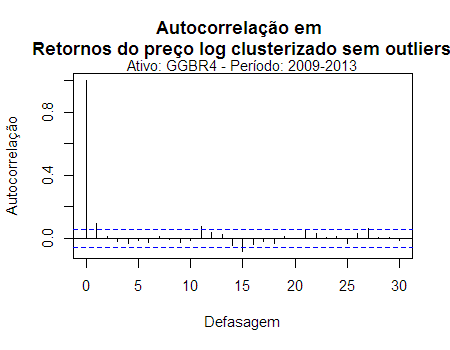 Autocorrelação em
Retornos do preço log clusterizado sem outliers
Ativo: GGBR4 - Período: 2009-2013
Autocorrelação
0.8
0.4
0.0
0 5 10 15 20 25 30
Defasagem